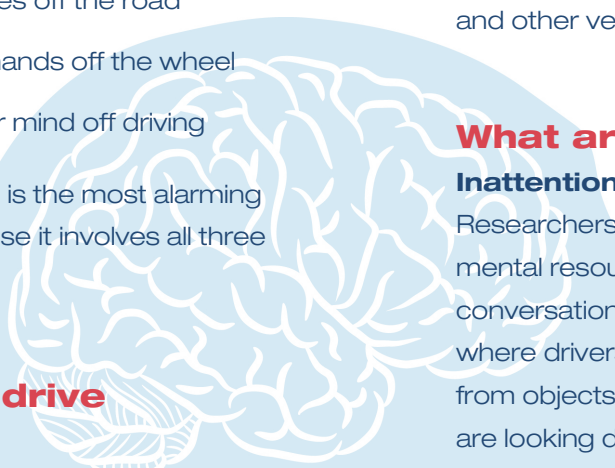 es off the road
ands off the wheel
r mind off driving
is the most alarming
se it involves all three
drive
and other ve
What ar
Inattention
Researchers
mental resou
conversation
where driver
from objects
are looking d